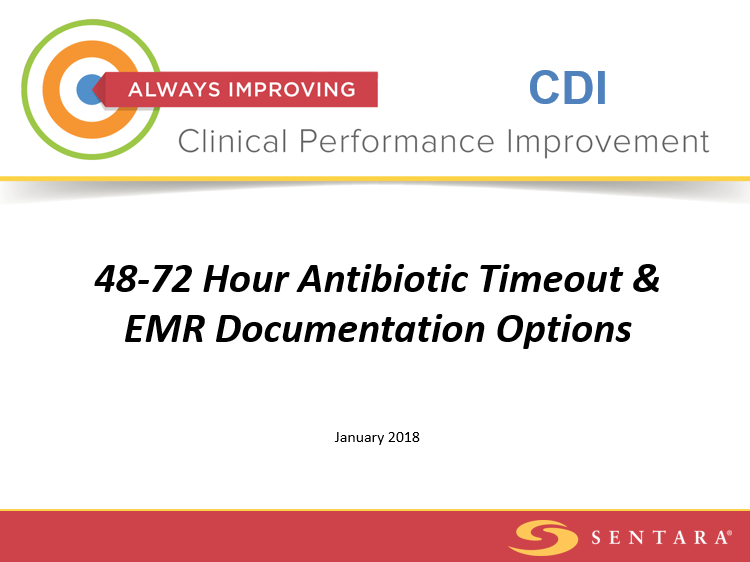 ALWAYS IMPROVING
CDI
Clinical Performance Improvement
48-72 Hour Antibiotic Timeout &
EMR Documentation Options
January 2018
SENTARA®